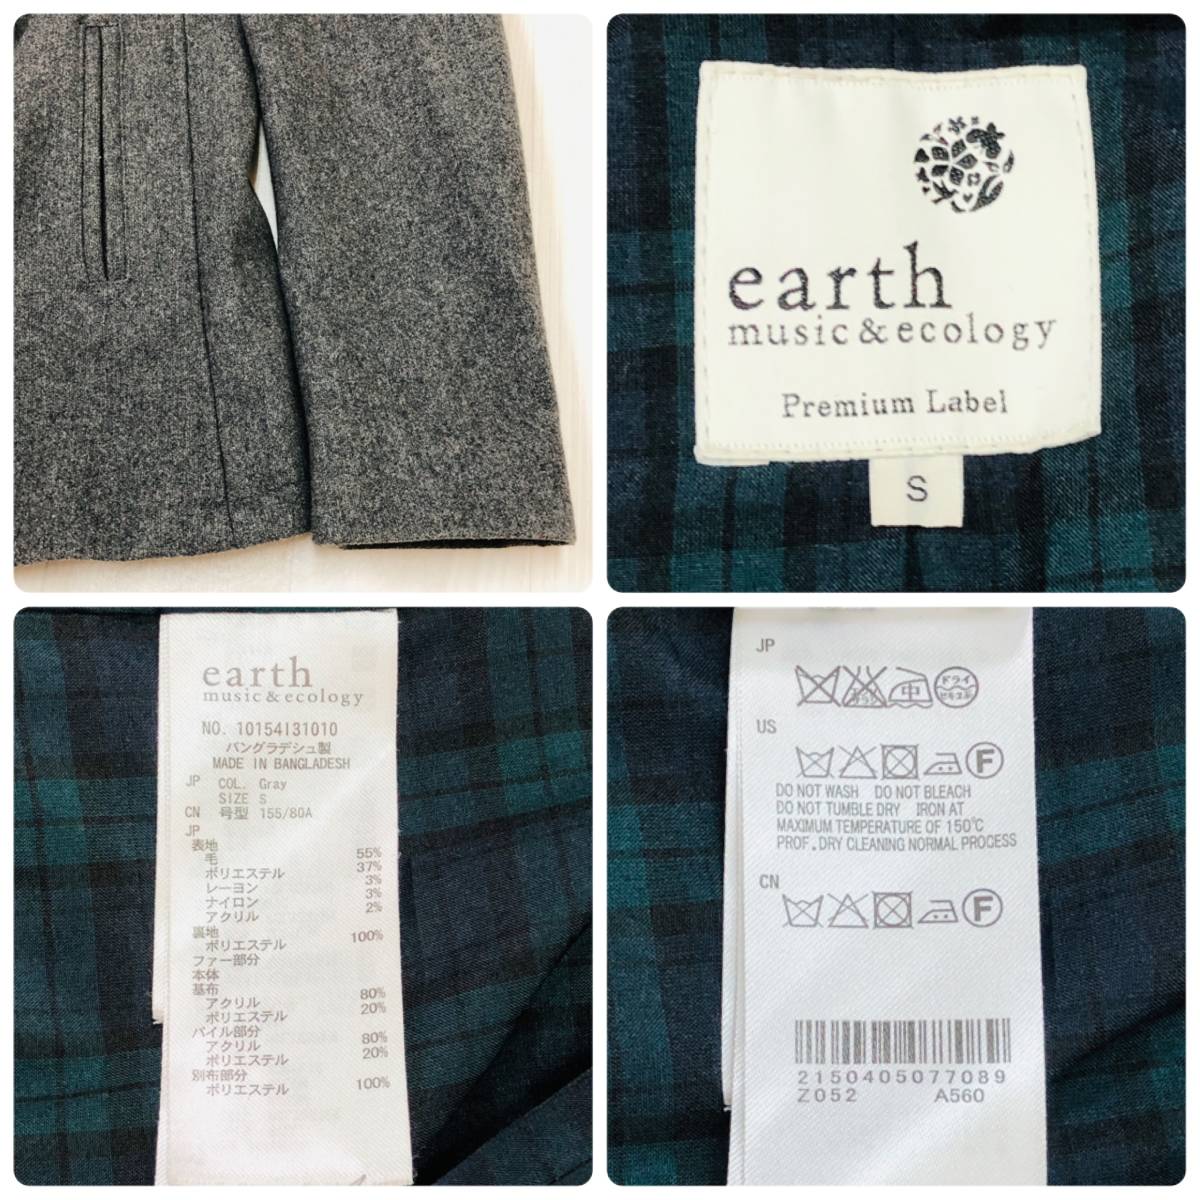 earth
music&ecology
Premium Label
S
earth
music&ecology
NO. 10154131010
バングラデシュ製
MADE IN BANGLADESH
JP COL. Gray
SIZE S
CN 号型 155/80A
JP
表地
毛 55%
ポリエステル 37%
レーヨン 3%
ナイロン 3%
アクリル 2%
裏地
ポリエステル 100%
ファー部分
本体
基布
アクリル 80%
ポリエステル 20%
パイル部分
アクリル 80%
ポリエステル 20%
別布部分
ポリエステル 100%
JP
中 ドライ
US
F
DO NOT WASH DO NOT BLEACH
DO NOT TUMBLE DRY IRON AT
MAXIMUM TEMPERATURE OF 150℃
PROF. DRY CLEANING NORMAL PROCESS
CN
F
2150405077089
Z052 A560